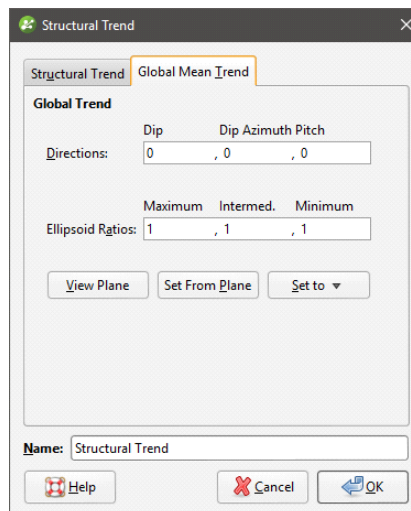 Structural Trend
Structural Trend Global Mean Trend
Global Trend
Dip Dip Azimuth Pitch
Directions: 0 , 0 , 0
Maximum Intermed. Minimum
Ellipsoid Ratios: 1 , 1 , 1
View Plane Set From Plane Set to
Name: Structural Trend
Help Cancel OK